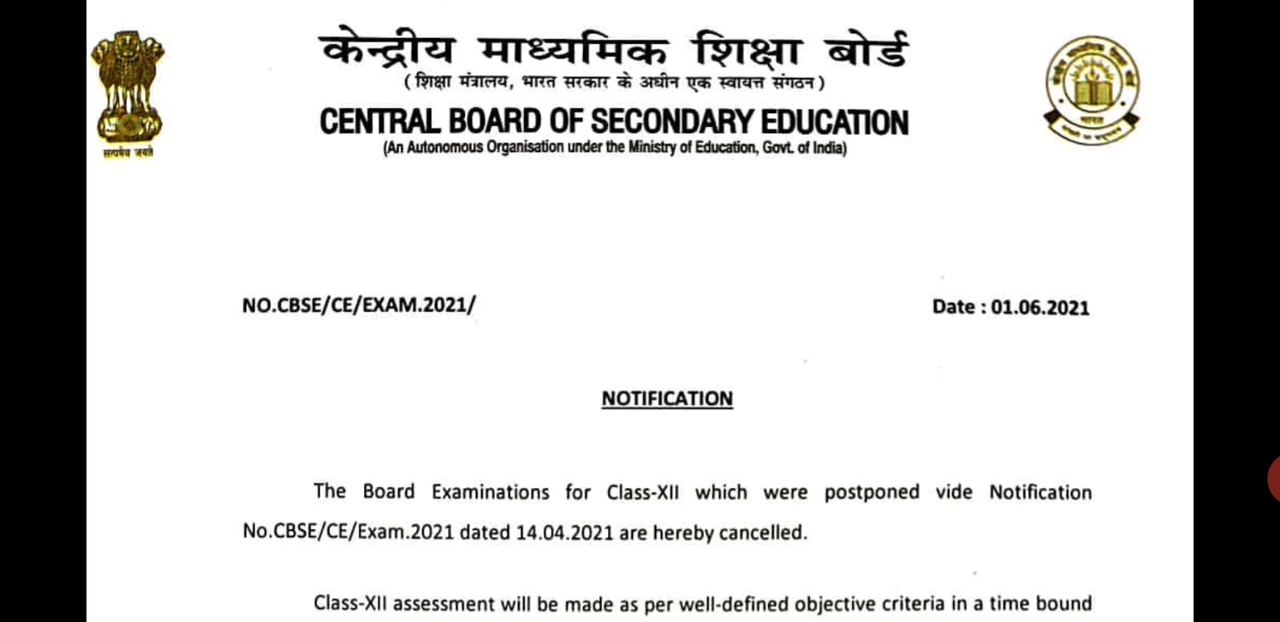 केन्द्रीय माध्यमिक शिक्षा बोर्ड
(शिक्षा मंत्रालय, भारत सरकार के अधीन एक स्वायत्त संगठन)
CENTRAL BOARD OF SECONDARY EDUCATION
(An Autonomous Organisation under the Ministry of Education, Govt. of India)
सत्यमेव जयते
भारत
NO.CBSE/CE/EXAM.2021/
Date : 01.06.2021
NOTIFICATION
The Board Examinations for Class-XII which were postponed vide Notification
No.CBSE/CE/Exam.2021 dated 14.04.2021 are hereby cancelled.
Class-XII assessment will be made as per well-defined objective criteria in a time bound